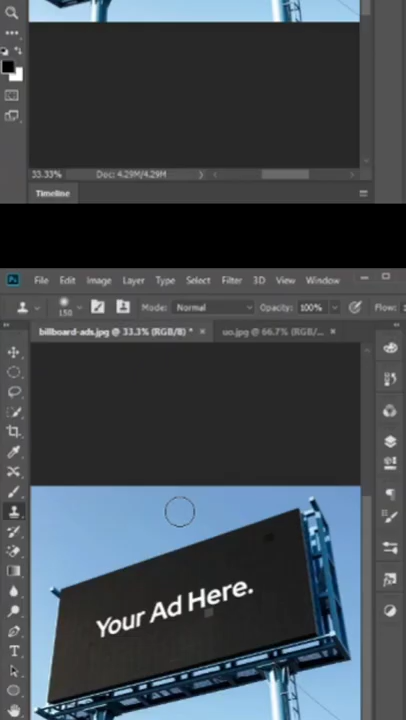 33.33%
Doc: 4.29M/4.29M
Timeline
Ps
File Edit Image Layer Type Select Filter 3D View Window
150
Mode: Normal Opacity: 100% Flow:
billboard-ads.jpg @ 33.3% (RGB/8) * × uo.jpg @ 66.7% (RGB/... ×
Your Ad Here.